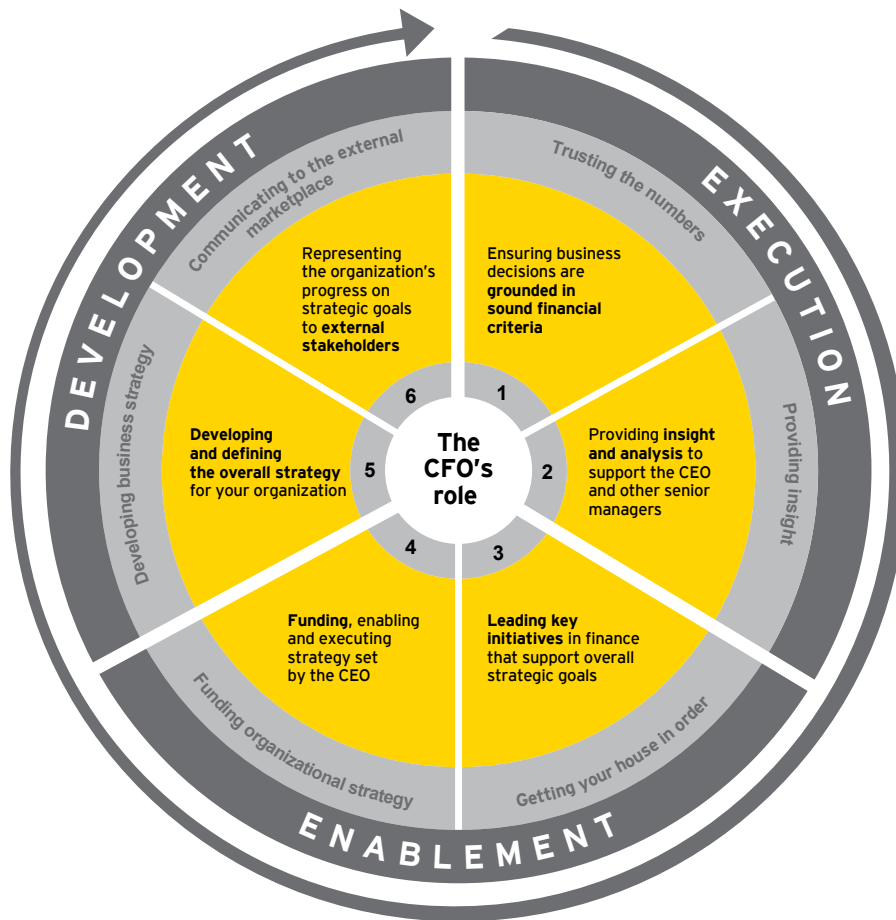 DEVELOPMENT
EXECUTION
ENABLEMENT
Communicating to the external
marketplace
Trusting the numbers
Providing insight
Getting your house in order
Funding organizational strategy
Developing business strategy
The
CFO's
role
1
Ensuring business
decisions are
grounded in
sound financial
criteria
2
Providing insight
and analysis to
support the CEO
and other senior
managers
3
Leading key
initiatives in finance
that support overall
strategic goals
4
Funding, enabling
and executing
strategy set
by the CEO
5
Developing
and defining
the overall strategy
for your organization
6
Representing
the organization's
progress on
strategic goals
to external
stakeholders